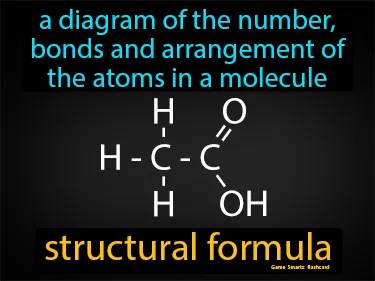 a diagram of the number,
bonds and arrangement of
the atoms in a molecule
H O
H - C - C
H OH
structural formula
Game Smartz flashcard